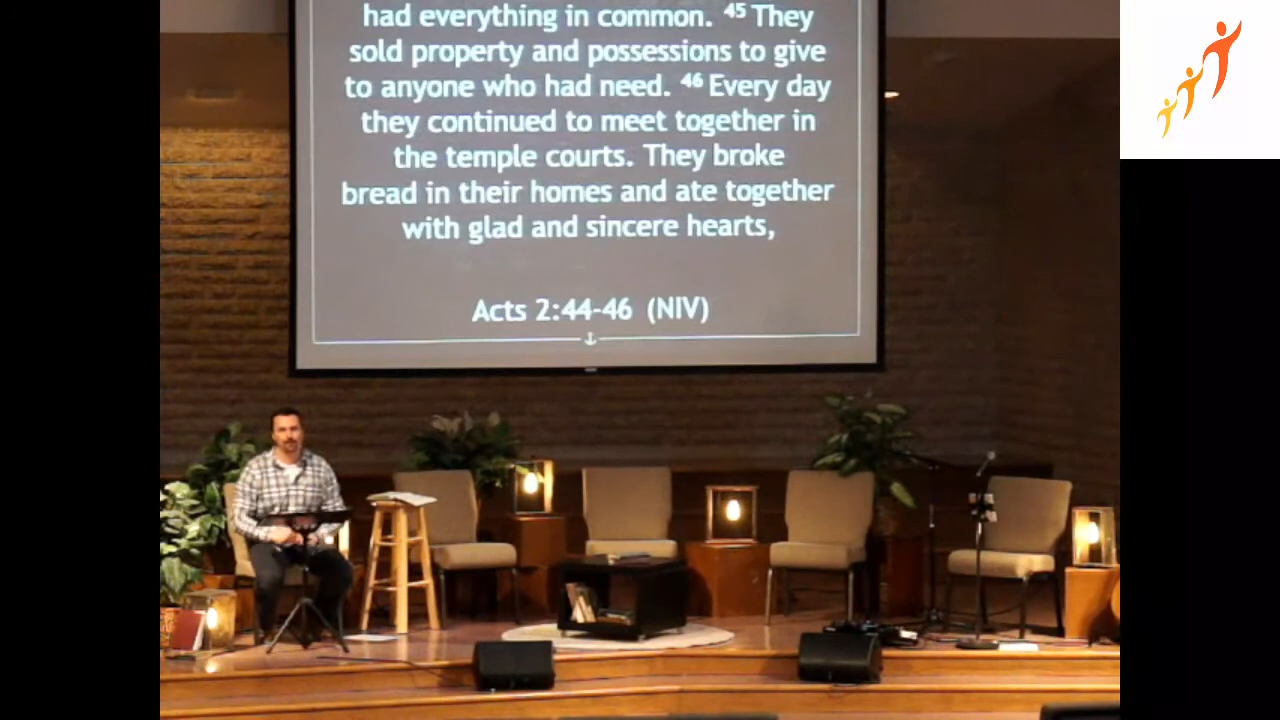 had everything in common. 45 They
sold property and possessions to give
to anyone who had need. 46 Every day
they continued to meet together in
the temple courts. They broke
bread in their homes and ate together
with glad and sincere hearts,
Acts 2:44-46 (NIV)